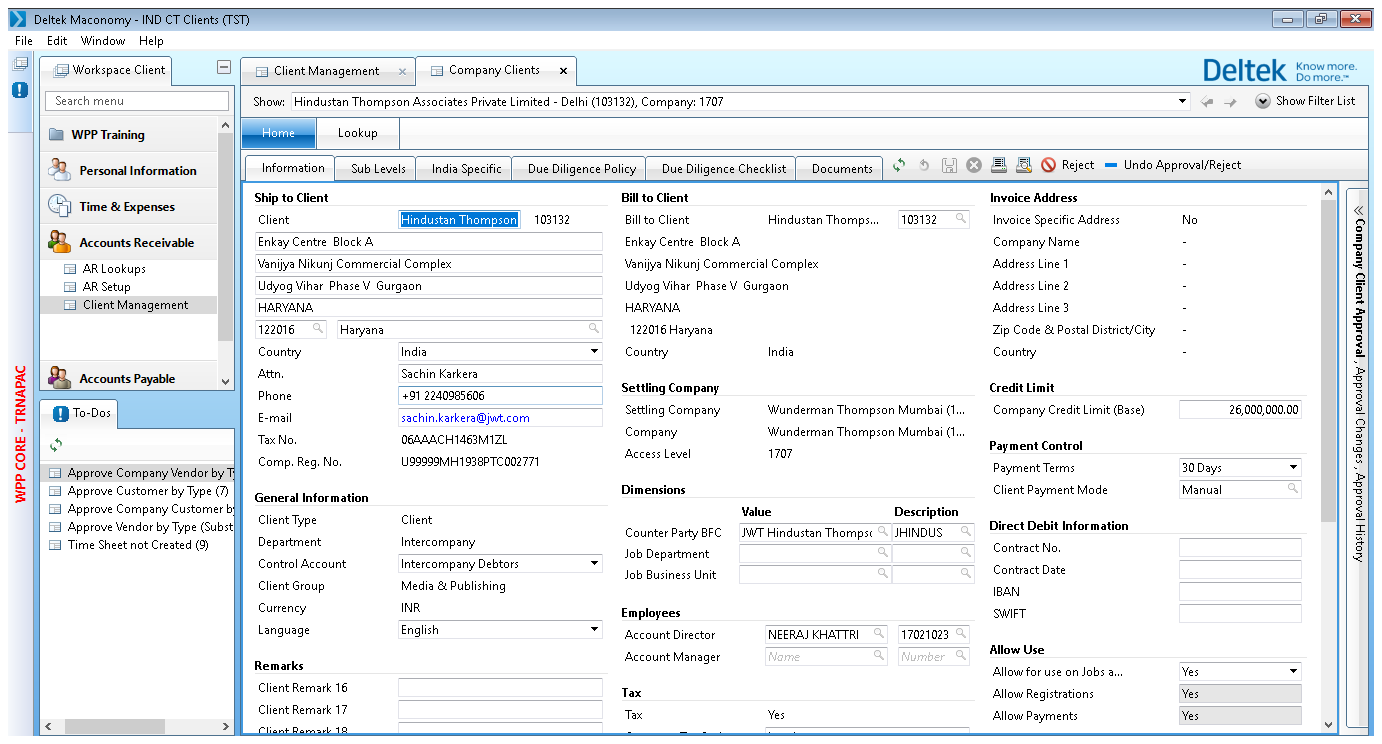 Deltek Maconomy - IND CT Clients (TST)
File Edit Window Help
WPP CORE - TRNAPAC
Workspace Client
Search menu
WPP Training
Personal Information
Time & Expenses
Accounts Receivable
AR Lookups
AR Setup
Client Management
Accounts Payable
To-Dos
Approve Company Vendor by T
Approve Customer by Type (7)
Approve Company Customer by
Approve Vendor by Type (Subst
Time Sheet not Created (9)
Client Management
Company Clients
Deltek Know more.
Do more.™
Show: Hindustan Thompson Associates Private Limited - Delhi (103132), Company: 1707
Show Filter List
Home Lookup
Information Sub Levels India Specific Due Diligence Policy Due Diligence Checklist Documents
Reject Undo Approval/Reject
Ship to Client
Client Hindustan Thompson 103132
Enkay Centre Block A
Vanijya Nikunj Commercial Complex
Udyog Vihar Phase V Gurgaon
HARYANA
122016 Haryana
Country India
Attn. Sachin Karkera
Phone +91 2240985606
E-mail sachin.karkera@jwt.com
Tax No. 06AAACH1463M1ZL
Comp. Reg. No. U99999MH1938PTC002771
General Information
Client Type Client
Department Intercompany
Control Account Intercompany Debtors
Client Group Media & Publishing
Currency INR
Language English
Remarks
Client Remark 16
Client Remark 17
Client Remark 18
Bill to Client
Bill to Client Hindustan Thomps... 103132
Enkay Centre Block A
Vanijya Nikunj Commercial Complex
Udyog Vihar Phase V Gurgaon
HARYANA
122016 Haryana
Country India
Settling Company
Settling Company Wunderman Thompson Mumbai (1...
Company Wunderman Thompson Mumbai (1...
Access Level 1707
Dimensions
Value Description
Counter Party BFC JWT Hindustan Thompsc JHINDUS
Job Department
Job Business Unit
Employees
Account Director NEERAJ KHATTRI 17021023
Account Manager Name Number
Tax
Tax Yes
Invoice Address
Invoice Specific Address No
Company Name -
Address Line 1 -
Address Line 2 -
Address Line 3 -
Zip Code & Postal District/City -
Country -
Credit Limit
Company Credit Limit (Base) 26,000,000.00
Payment Control
Payment Terms 30 Days
Client Payment Mode Manual
Direct Debit Information
Contract No.
Contract Date
IBAN
SWIFT
Allow Use
Allow for use on Jobs a... Yes
Allow Registrations Yes
Allow Payments Yes
Company Client Approval , Approval Changes , Approval History